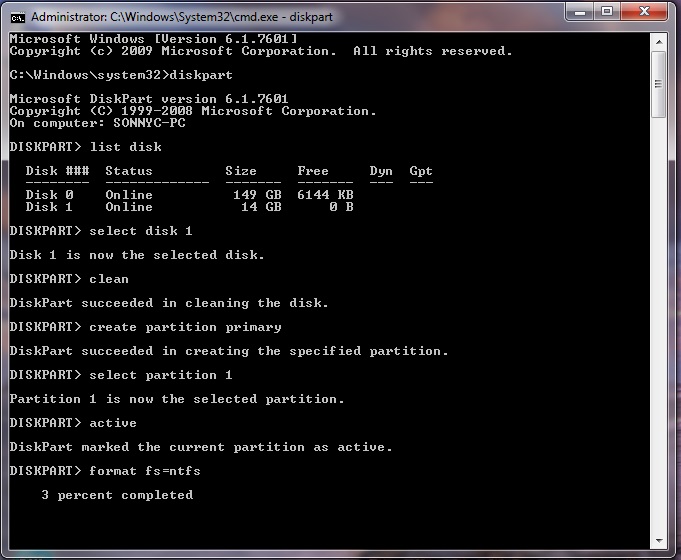 Administrator: C:\Windows\System32\cmd.exe - diskpart
Microsoft Windows [Version 6.1.7601]
Copyright (c) 2009 Microsoft Corporation.  All rights reserved.
C:\Windows\system32>diskpart
Microsoft DiskPart version 6.1.7601
Copyright (C) 1999-2008 Microsoft Corporation.
On computer: SONNYC-PC
DISKPART> list disk
  Disk ###  Status         Size     Free     Dyn  Gpt
  --------  -------------  -------  -------  ---  ---
  Disk 0    Online          149 GB  6144 KB
  Disk 1    Online           14 GB      0 B
DISKPART> select disk 1
Disk 1 is now the selected disk.
DISKPART> clean
DiskPart succeeded in cleaning the disk.
DISKPART> create partition primary
DiskPart succeeded in creating the specified partition.
DISKPART> select partition 1
Partition 1 is now the selected partition.
DISKPART> active
DiskPart marked the current partition as active.
DISKPART> format fs=ntfs
    3 percent completed